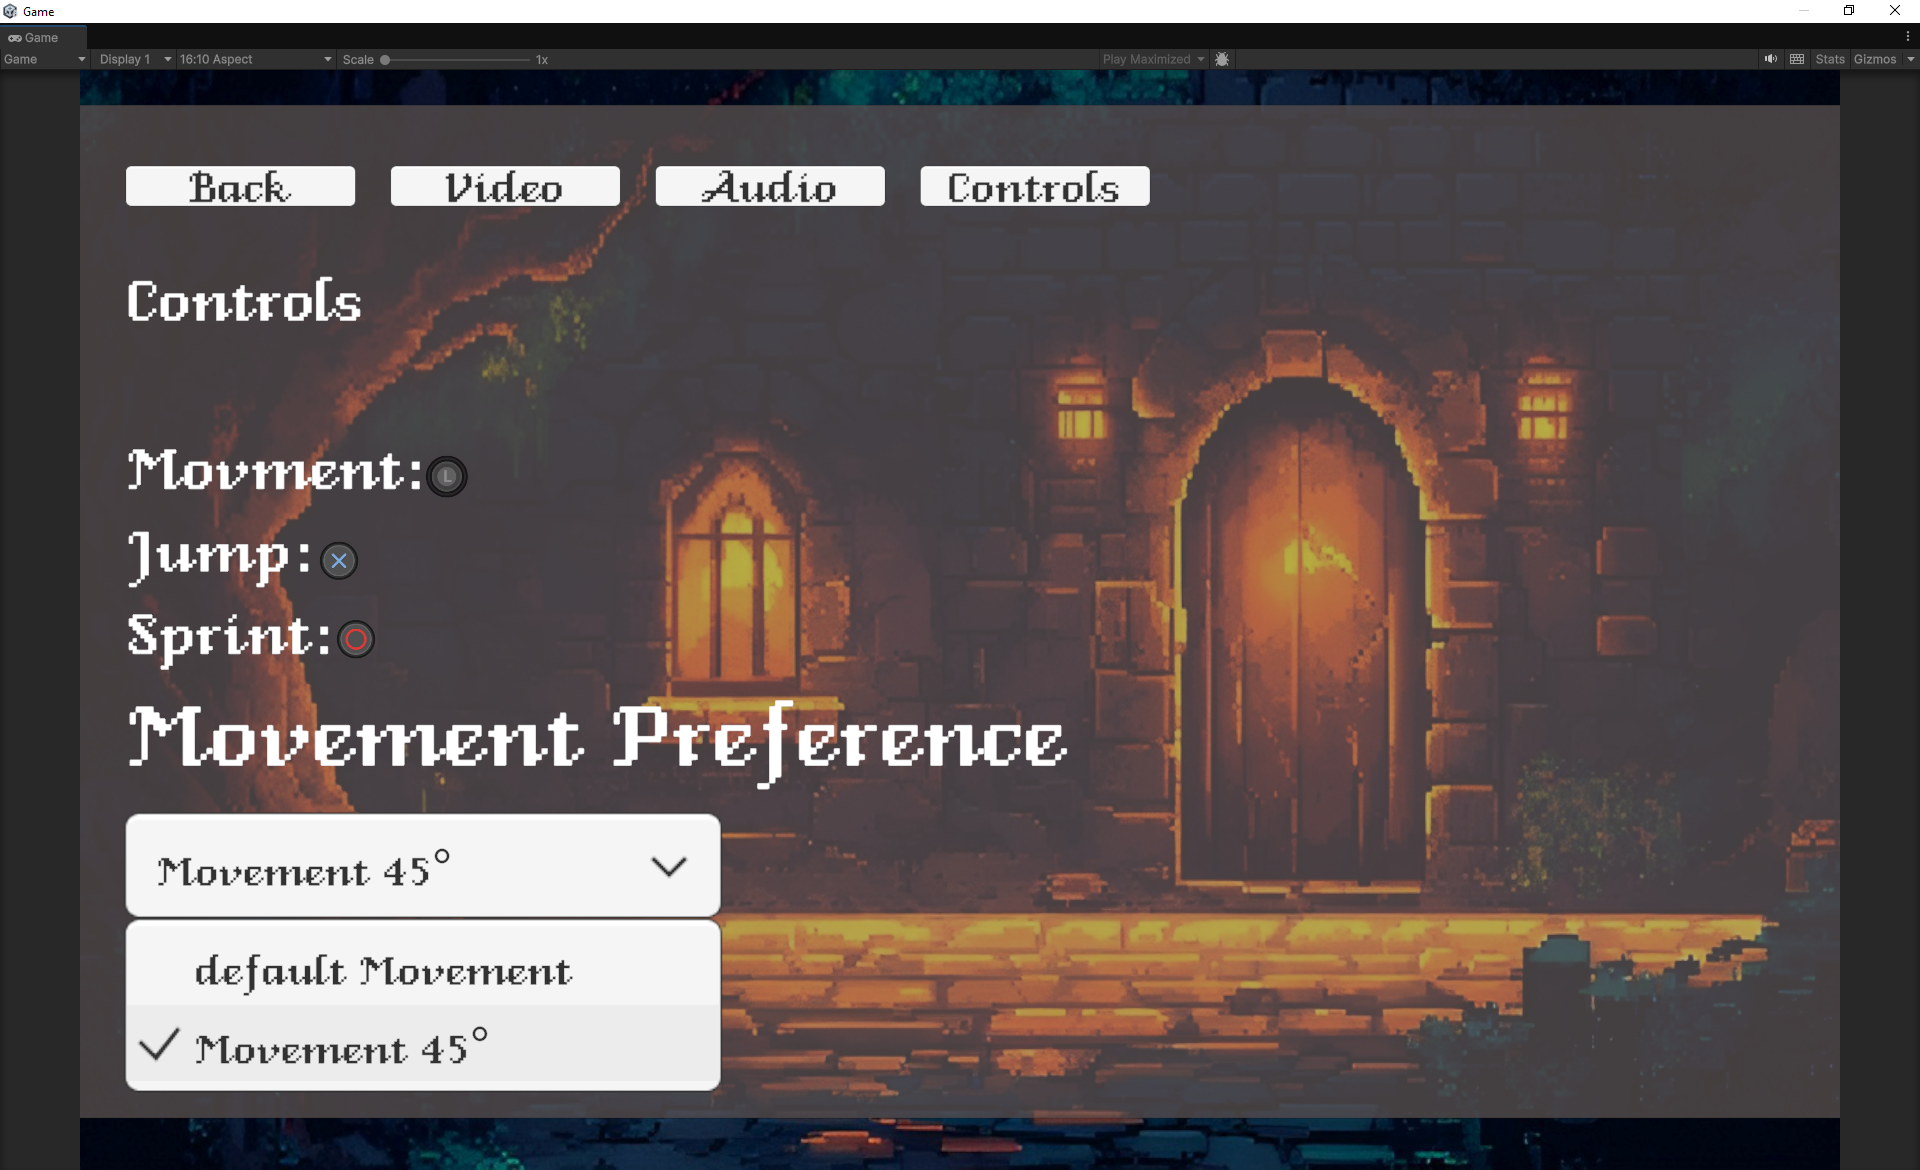 Game
Game
Game Display 1 16:10 Aspect Scale 1x Play Maximized Stats Gizmos
Back Video Audio Controls
Controls
Movment: L
Jump:
Sprint:
Movement Preference
Movement 45°
default Movement
Movement 45°